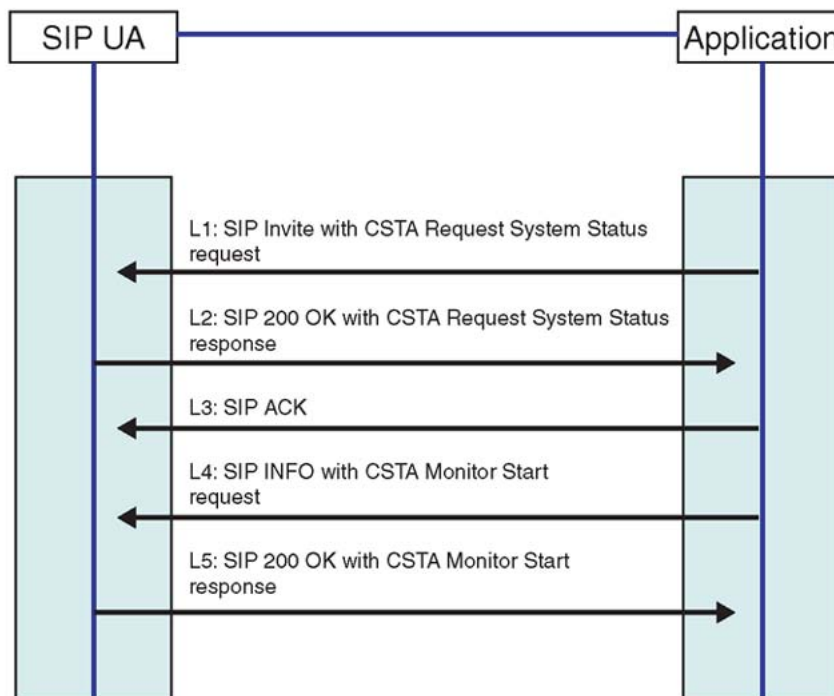 SIP UA
Application
L1: SIP Invite with CSTA Request System Status
request
L2: SIP 200 OK with CSTA Request System Status
response
L3: SIP ACK
L4: SIP INFO with CSTA Monitor Start
request
L5: SIP 200 OK with CSTA Monitor Start
response